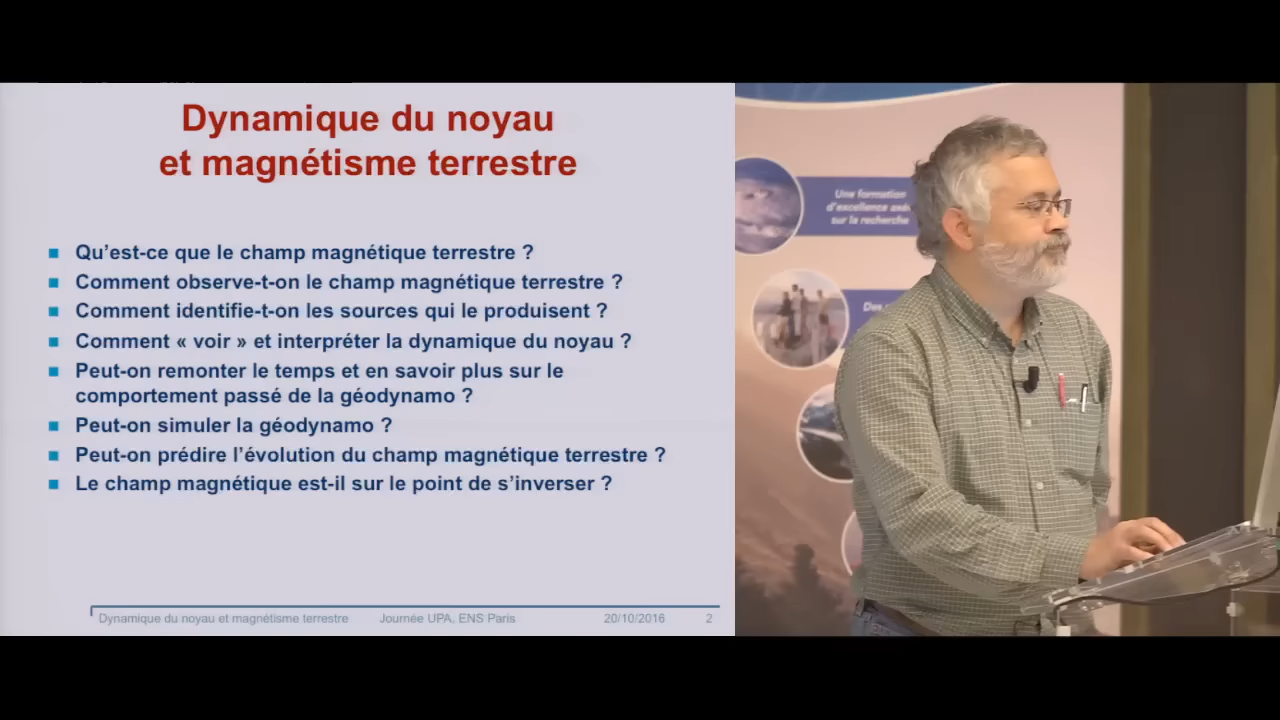 Dynamique du noyau
et magnétisme terrestre
Qu’est-ce que le champ magnétique terrestre ?
Comment observe-t-on le champ magnétique terrestre ?
Comment identifie-t-on les sources qui le produisent ?
Comment « voir » et interpréter la dynamique du noyau ?
Peut-on remonter le temps et en savoir plus sur le
comportement passé de la géodynamo ?
Peut-on simuler la géodynamo ?
Peut-on prédire l’évolution du champ magnétique terrestre ?
Le champ magnétique est-il sur le point de s’inverser ?
Dynamique du noyau et magnétisme terrestre Journée UPA, ENS Paris 20/10/2016 2
Une formation
d'excellence
sur la recherche
Des